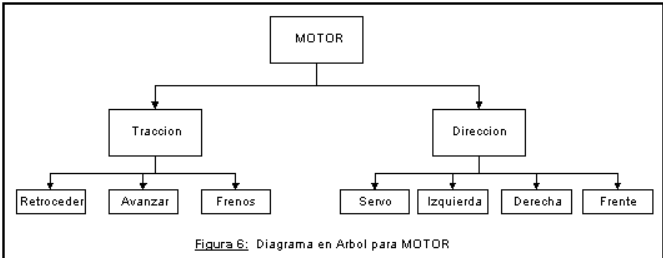 MOTOR
Traccion
Direccion
Retroceder
Avanzar
Frenos
Servo
Izquierda
Derecha
Frente
Figura 6: Diagrama en Arbol para MOTOR